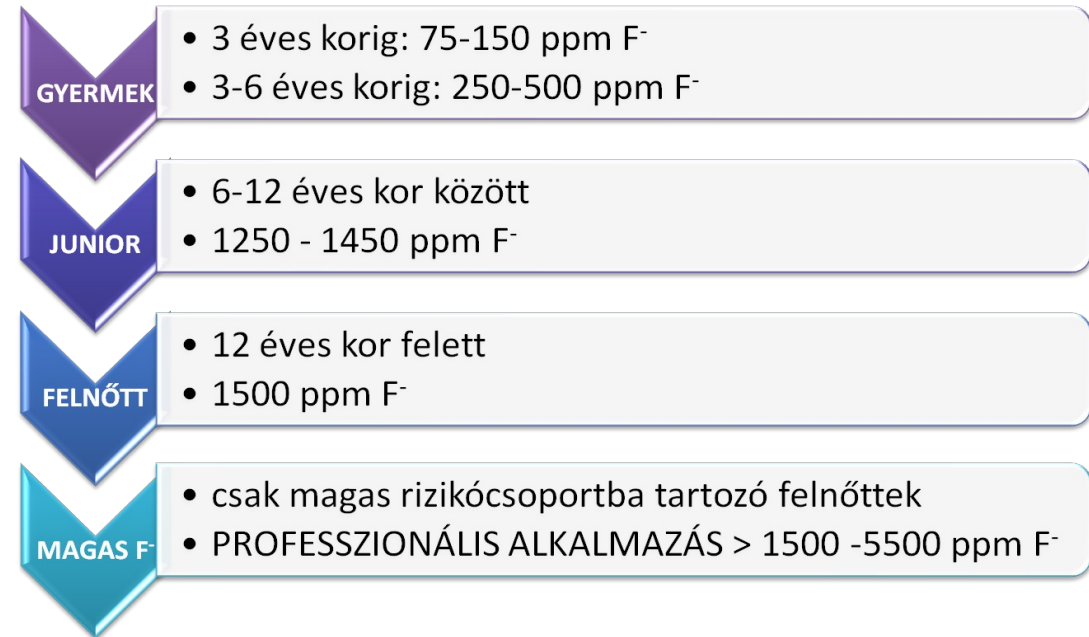 GYERMEK
• 3 éves korig: 75-150 ppm F⁻
• 3-6 éves korig: 250-500 ppm F⁻
JUNIOR
• 6-12 éves kor között
• 1250 - 1450 ppm F⁻
FELNŐTT
• 12 éves kor felett
• 1500 ppm F⁻
MAGAS F⁻
• csak magas rizikócsoportba tartozó felnőttek
• PROFESSZIONÁLIS ALKALMAZÁS > 1500 -5500 ppm F⁻